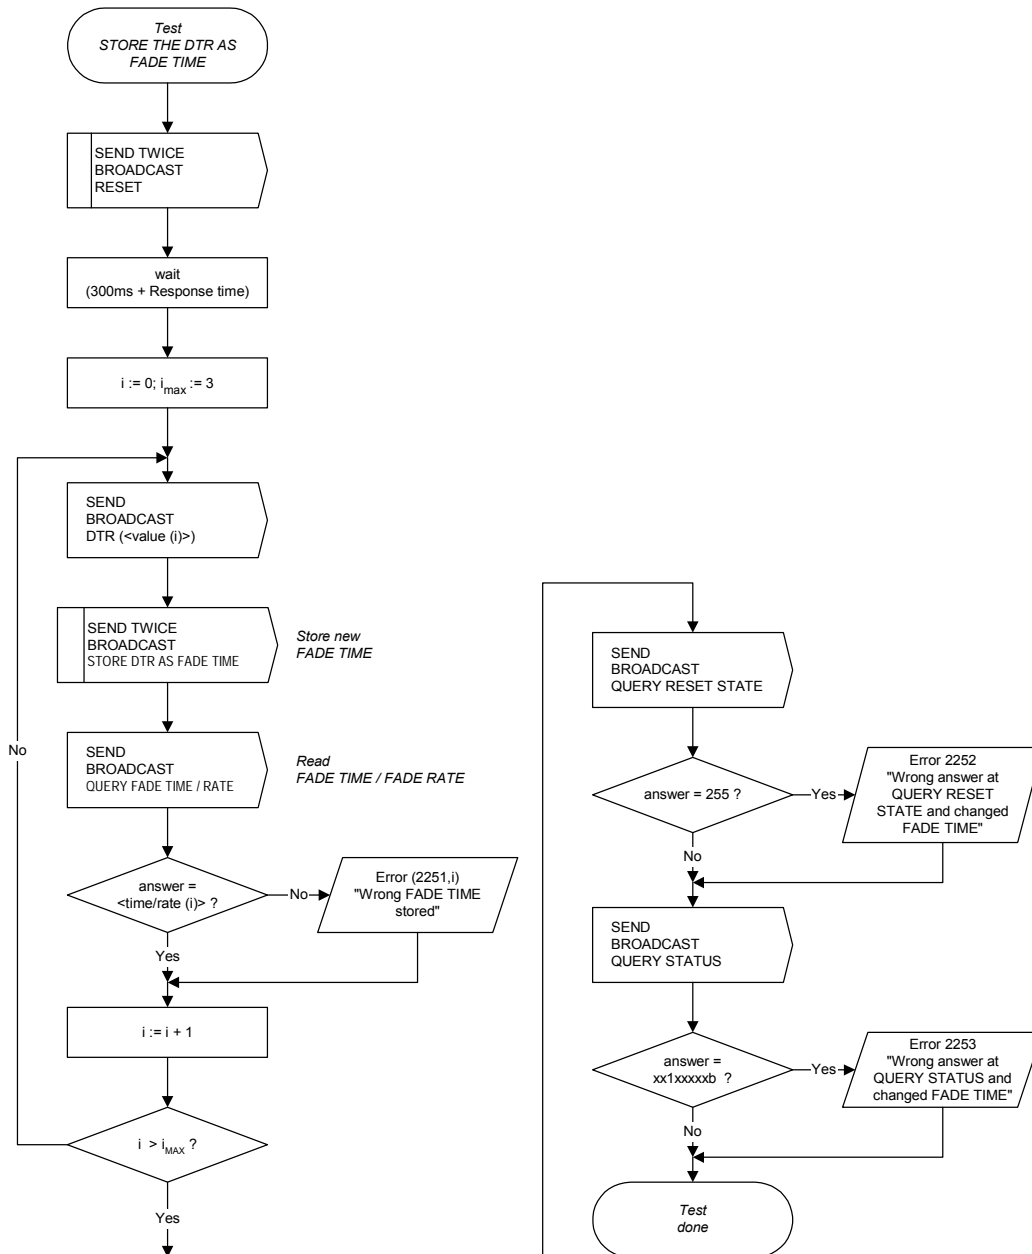 Test
STORE THE DTR AS
FADE TIME
SEND TWICE
BROADCAST
RESET
wait
(300ms + Response time)
i := 0; imax := 3
SEND
BROADCAST
DTR (<value (i)>)
SEND TWICE
BROADCAST
STORE DTR AS FADE TIME
Store new
FADE TIME
No
SEND
BROADCAST
QUERY FADE TIME / RATE
Read
FADE TIME / FADE RATE
answer =
<time/rate (i)> ?
No
Error (2251,i)
"Wrong FADE TIME
stored"
Yes
i := i + 1
i > iMAX ?
Yes
SEND
BROADCAST
QUERY RESET STATE
answer = 255 ?
Yes
Error 2252
"Wrong answer at
QUERY RESET
STATE and changed
FADE TIME"
No
SEND
BROADCAST
QUERY STATUS
answer =
xx1xxxxxb ?
Yes
Error 2253
"Wrong answer at
QUERY STATUS and
changed FADE TIME"
No
Test
done